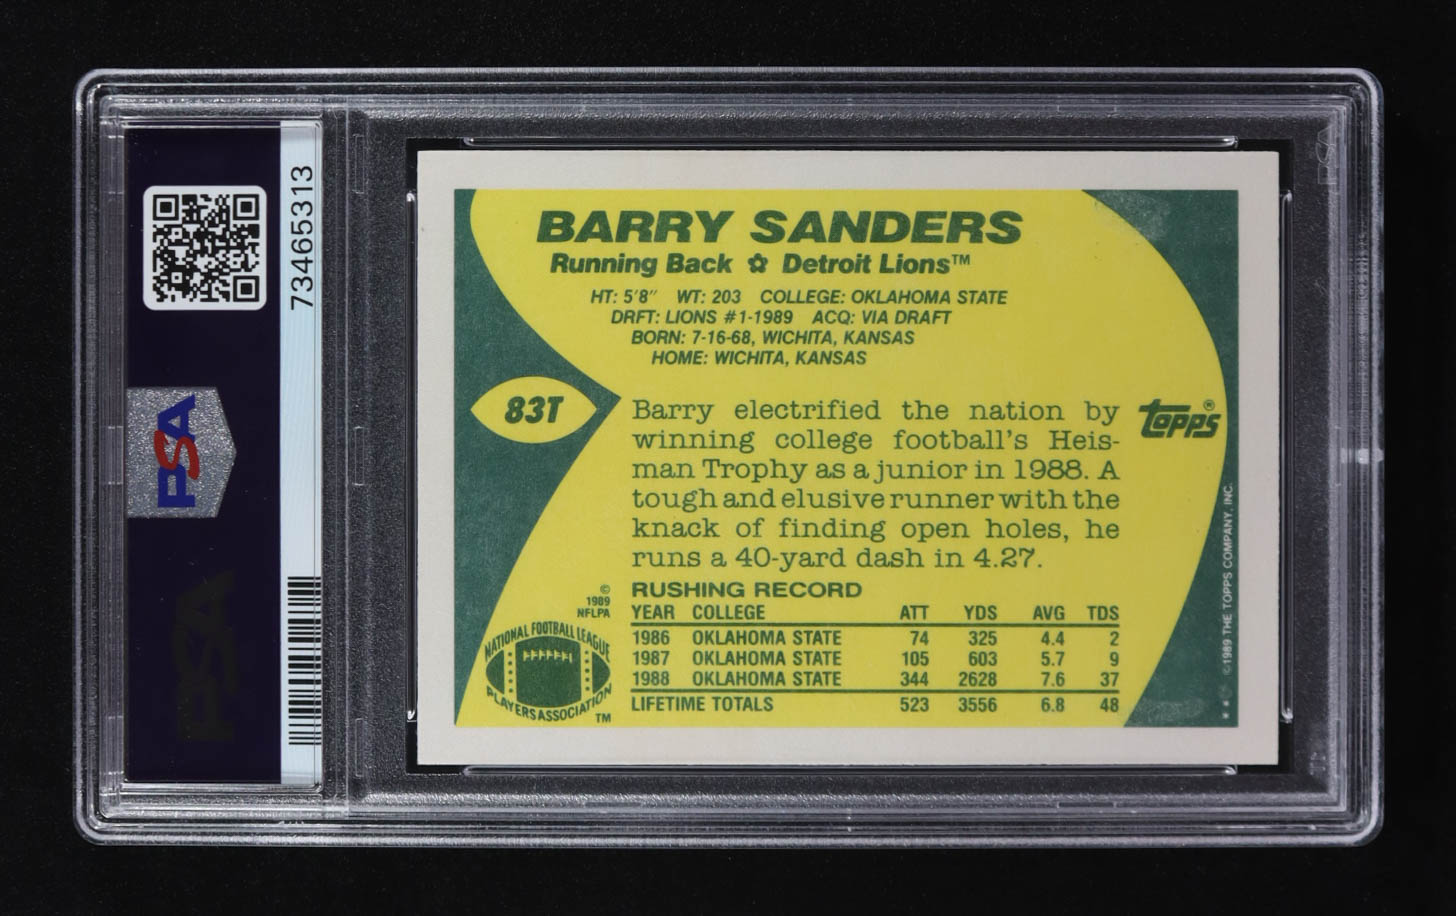 73465313
PSA
PSA
PSA
BARRY SANDERS
Running Back ✿ Detroit Lions™
HT: 5'8" WT: 203 COLLEGE: OKLAHOMA STATE
DRFT: LIONS #1-1989 ACQ: VIA DRAFT
BORN: 7-16-68, WICHITA, KANSAS
HOME: WICHITA, KANSAS
83T
Barry electrified the nation by
winning college football's Heis-
man Trophy as a junior in 1988. A
tough and elusive runner with the
knack of finding open holes, he
runs a 40-yard dash in 4.27.
Topps®
RUSHING RECORD
YEAR COLLEGE ATT YDS AVG TDS
1986 OKLAHOMA STATE 74 325 4.4 2
1987 OKLAHOMA STATE 105 603 5.7 9
1988 OKLAHOMA STATE 344 2628 7.6 37
LIFETIME TOTALS 523 3556 6.8 48
©
1989
NFLPA
NATIONAL FOOTBALL LEAGUE
PLAYERS ASSOCIATION
TM
** ©1989 THE TOPPS COMPANY, INC.